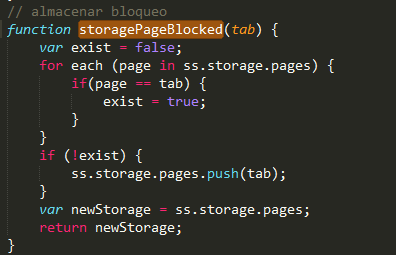 // almacenar bloqueo
function storagePageBlocked(tab) {
    var exist = false;
    for each (page in ss.storage.pages) {
        if(page == tab) {
            exist = true;
        }
    }
    if (!exist) {
        ss.storage.pages.push(tab);
    }
    var newStorage = ss.storage.pages;
    return newStorage;
}